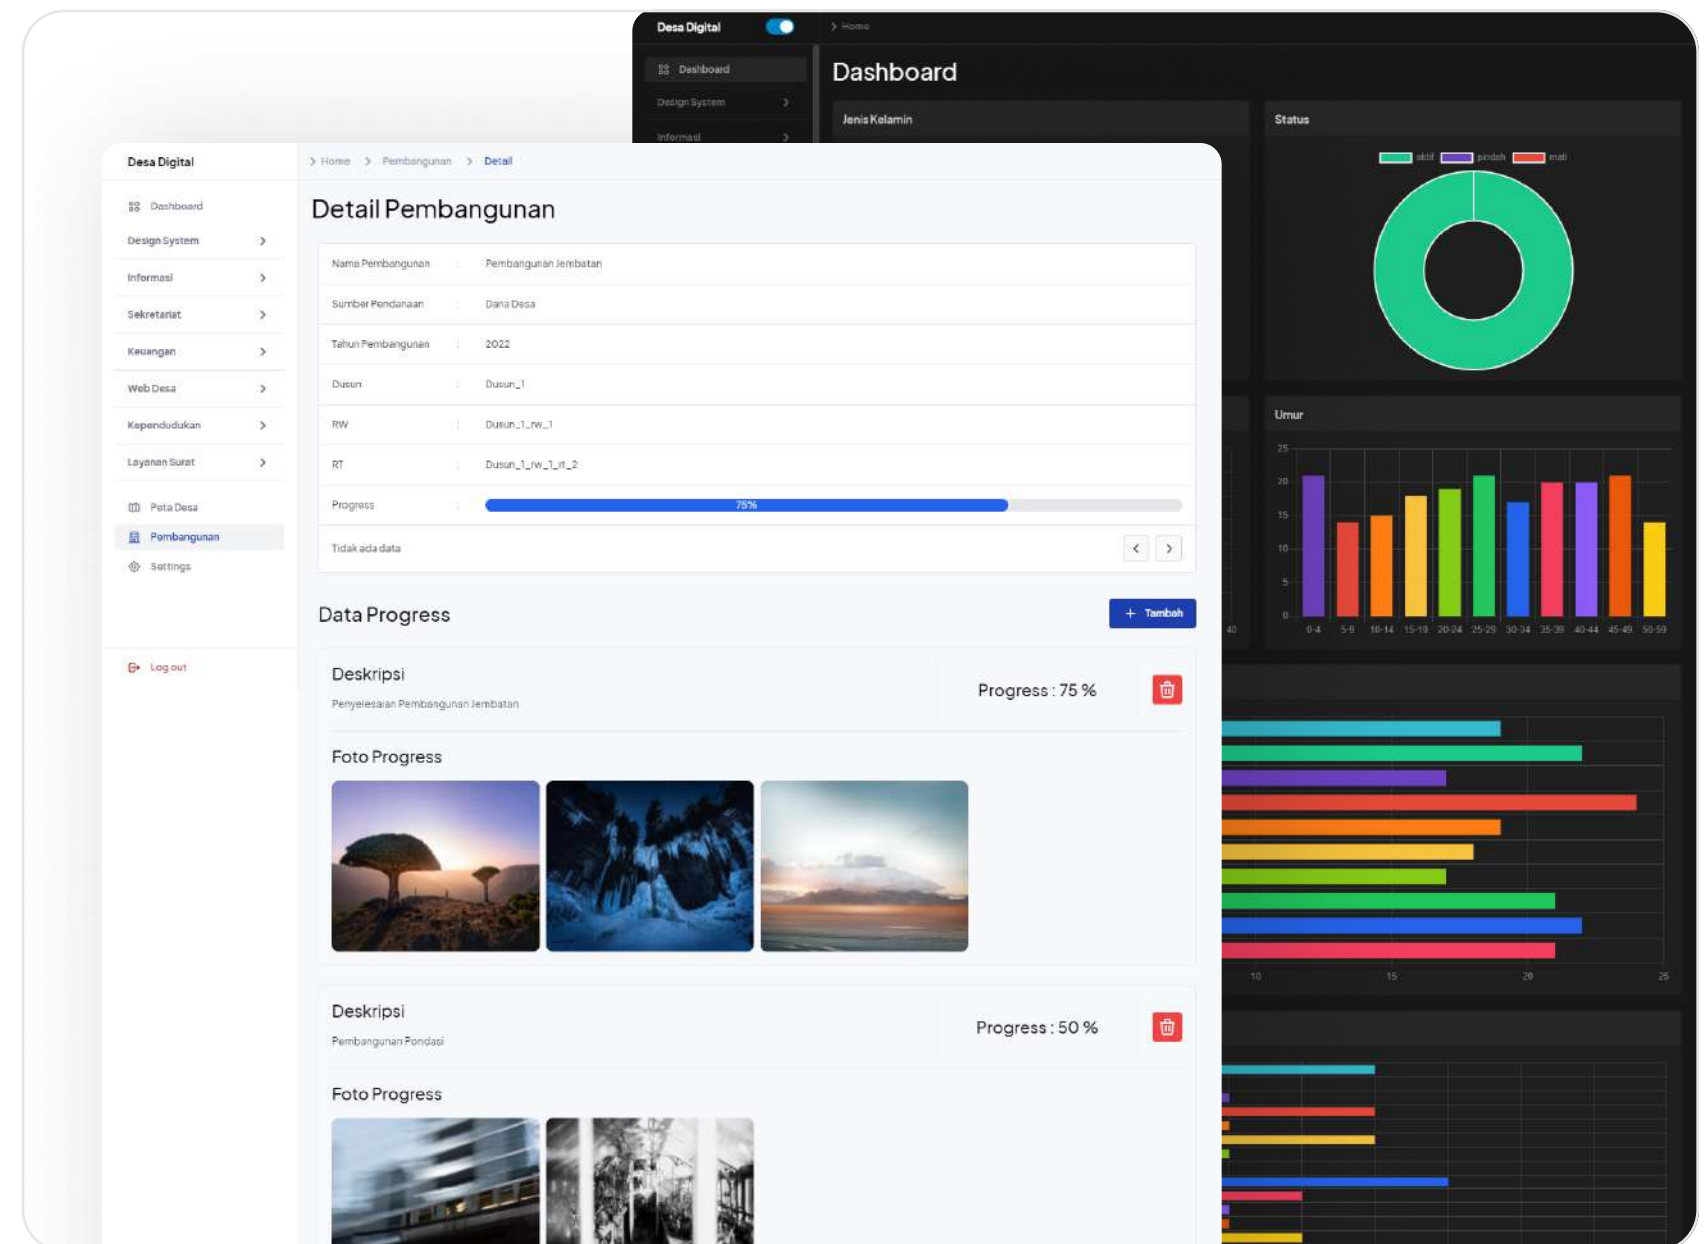 Desa Digital
Home
Dashboard
Design System
Informasi
Dashboard
Jenis Kelamin
Status
aktif pindah mati
Umur
25
20
15
10
5
0
0-4 5-9 10-14 15-19 20-24 25-29 30-34 35-39 40-44 45-49 50-59
40
10 15 20 25
Desa Digital
Dashboard
Design System
Informasi
Sekretariat
Keuangan
Web Desa
Kependudukan
Layanan Surat
Peta Desa
Pembangunan
Settings
Log out
Home > Pembangunan > Detail
Detail Pembangunan
Nama Pembangunan : Pembangunan Jembatan
Sumber Pendanaan : Dana Desa
Tahun Pembangunan : 2022
Dusun : Dusun_1
RW : Dusun_1_rw_1
RT : Dusun_1_rw_1_rt_2
Progress : 75%
Tidak ada data
Data Progress
+ Tambah
Deskripsi
Penyelesaian Pembangunan Jembatan
Progress : 75 %
Foto Progress
Deskripsi
Pembangunan Pondasi
Progress : 50 %
Foto Progress